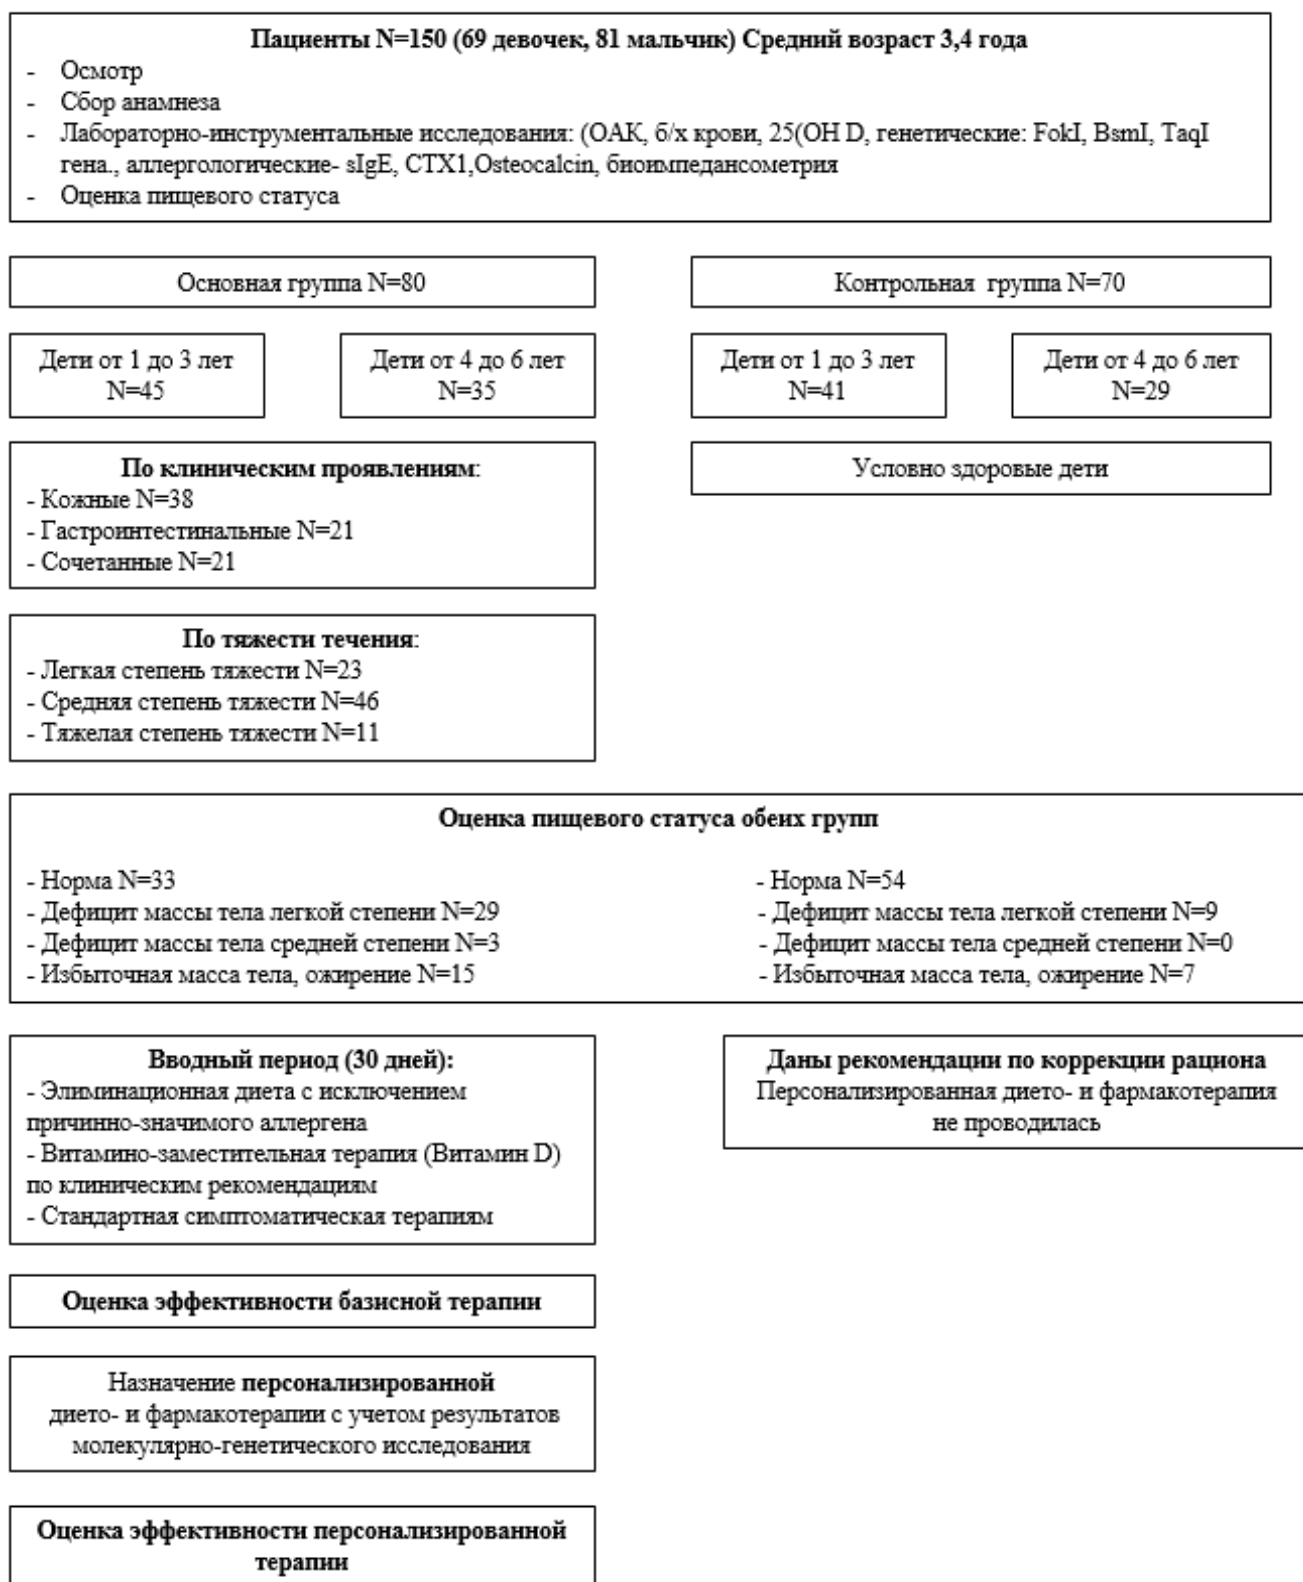 Пациенты N=150 (69 девочек, 81 мальчик) Средний возраст 3,4 года
- Осмотр
- Сбор анамнеза
- Лабораторно-инструментальные исследования: (ОАК, б/х крови, 25(ОН D, генетические: FokI, BsmI, TaqI
гена., аллергологические- sIgE, CTX1,Osteocalcin, биоимпедансометрия
- Оценка пищевого статуса
Основная группа N=80
Контрольная группа N=70
Дети от 1 до 3 лет
N=45
Дети от 4 до 6 лет
N=35
Дети от 1 до 3 лет
N=41
Дети от 4 до 6 лет
N=29
По клиническим проявлениям:
- Кожные N=38
- Гастроинтестинальные N=21
- Сочетанные N=21
Условно здоровые дети
По тяжести течения:
- Легкая степень тяжести N=23
- Средняя степень тяжести N=46
- Тяжелая степень тяжести N=11
Оценка пищевого статуса обеих групп
- Норма N=33
- Дефицит массы тела легкой степени N=29
- Дефицит массы тела средней степени N=3
- Избыточная масса тела, ожирение N=15
- Норма N=54
- Дефицит массы тела легкой степени N=9
- Дефицит массы тела средней степени N=0
- Избыточная масса тела, ожирение N=7
Вводный период (30 дней):
- Элиминационная диета с исключением
причинно-значимого аллергена
- Витамино-заместительная терапия (Витамин D)
по клиническим рекомендациям
- Стандартная симптоматическая терапиям
Даны рекомендации по коррекции рациона
Персонализированная дието- и фармакотерапия
не проводилась
Оценка эффективности базисной терапии
Назначение персонализированной
дието- и фармакотерапии с учетом результатов
молекулярно-генетического исследования
Оценка эффективности персонализированной
терапии